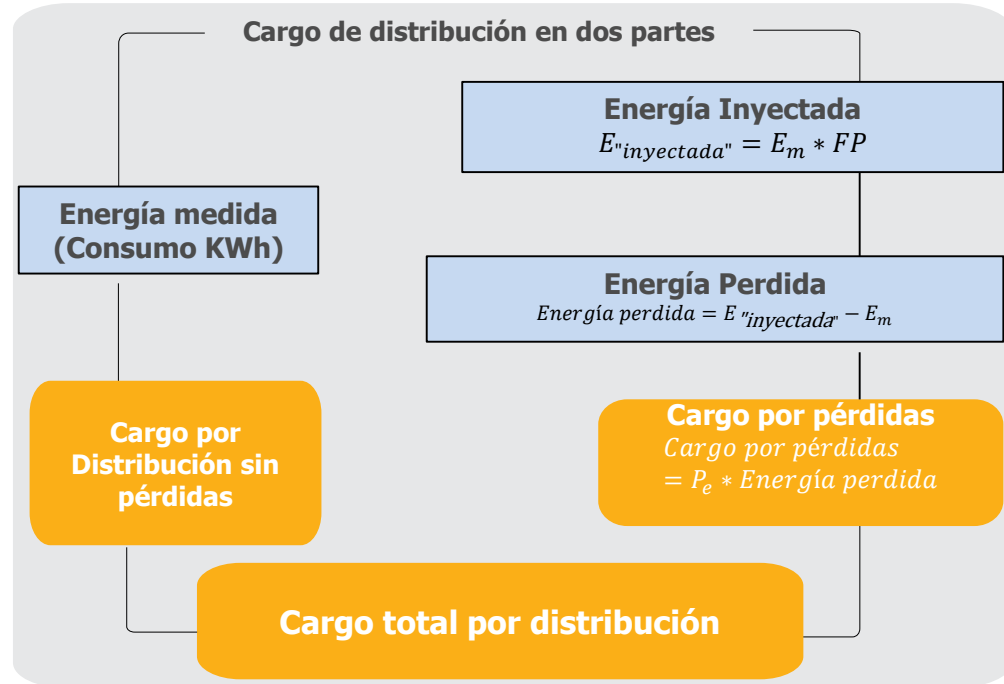 Cargo de distribución en dos partes
Energía Inyectada
E"inyectada" = Em * FP
Energía medida
(Consumo KWh)
Energía Perdida
Energía perdida = E "inyectada" − Em
Cargo por
Distribución sin
pérdidas
Cargo por pérdidas
Cargo por pérdidas
= Pe * Energía perdida
Cargo total por distribución